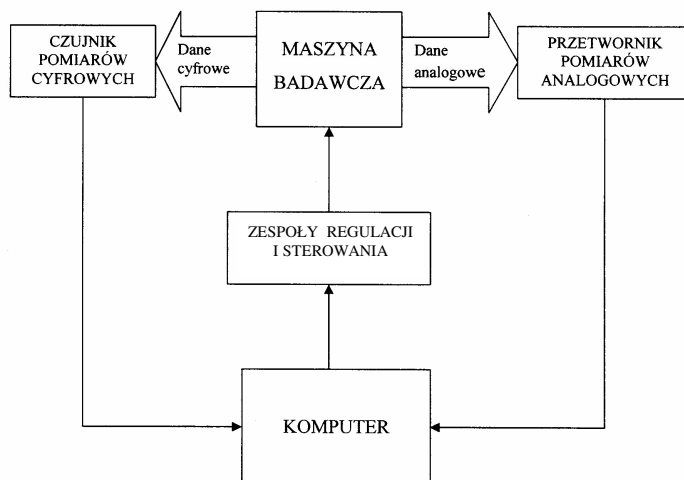 CZUJNIK
POMIARÓW
CYFROWYCH
Dane
cyfrowe
MASZYNA
BADAWCZA
Dane
analogowe
PRZETWORNIK
POMIARÓW
ANALOGOWYCH
ZESPOŁY REGULACJI
I STEROWANIA
KOMPUTER